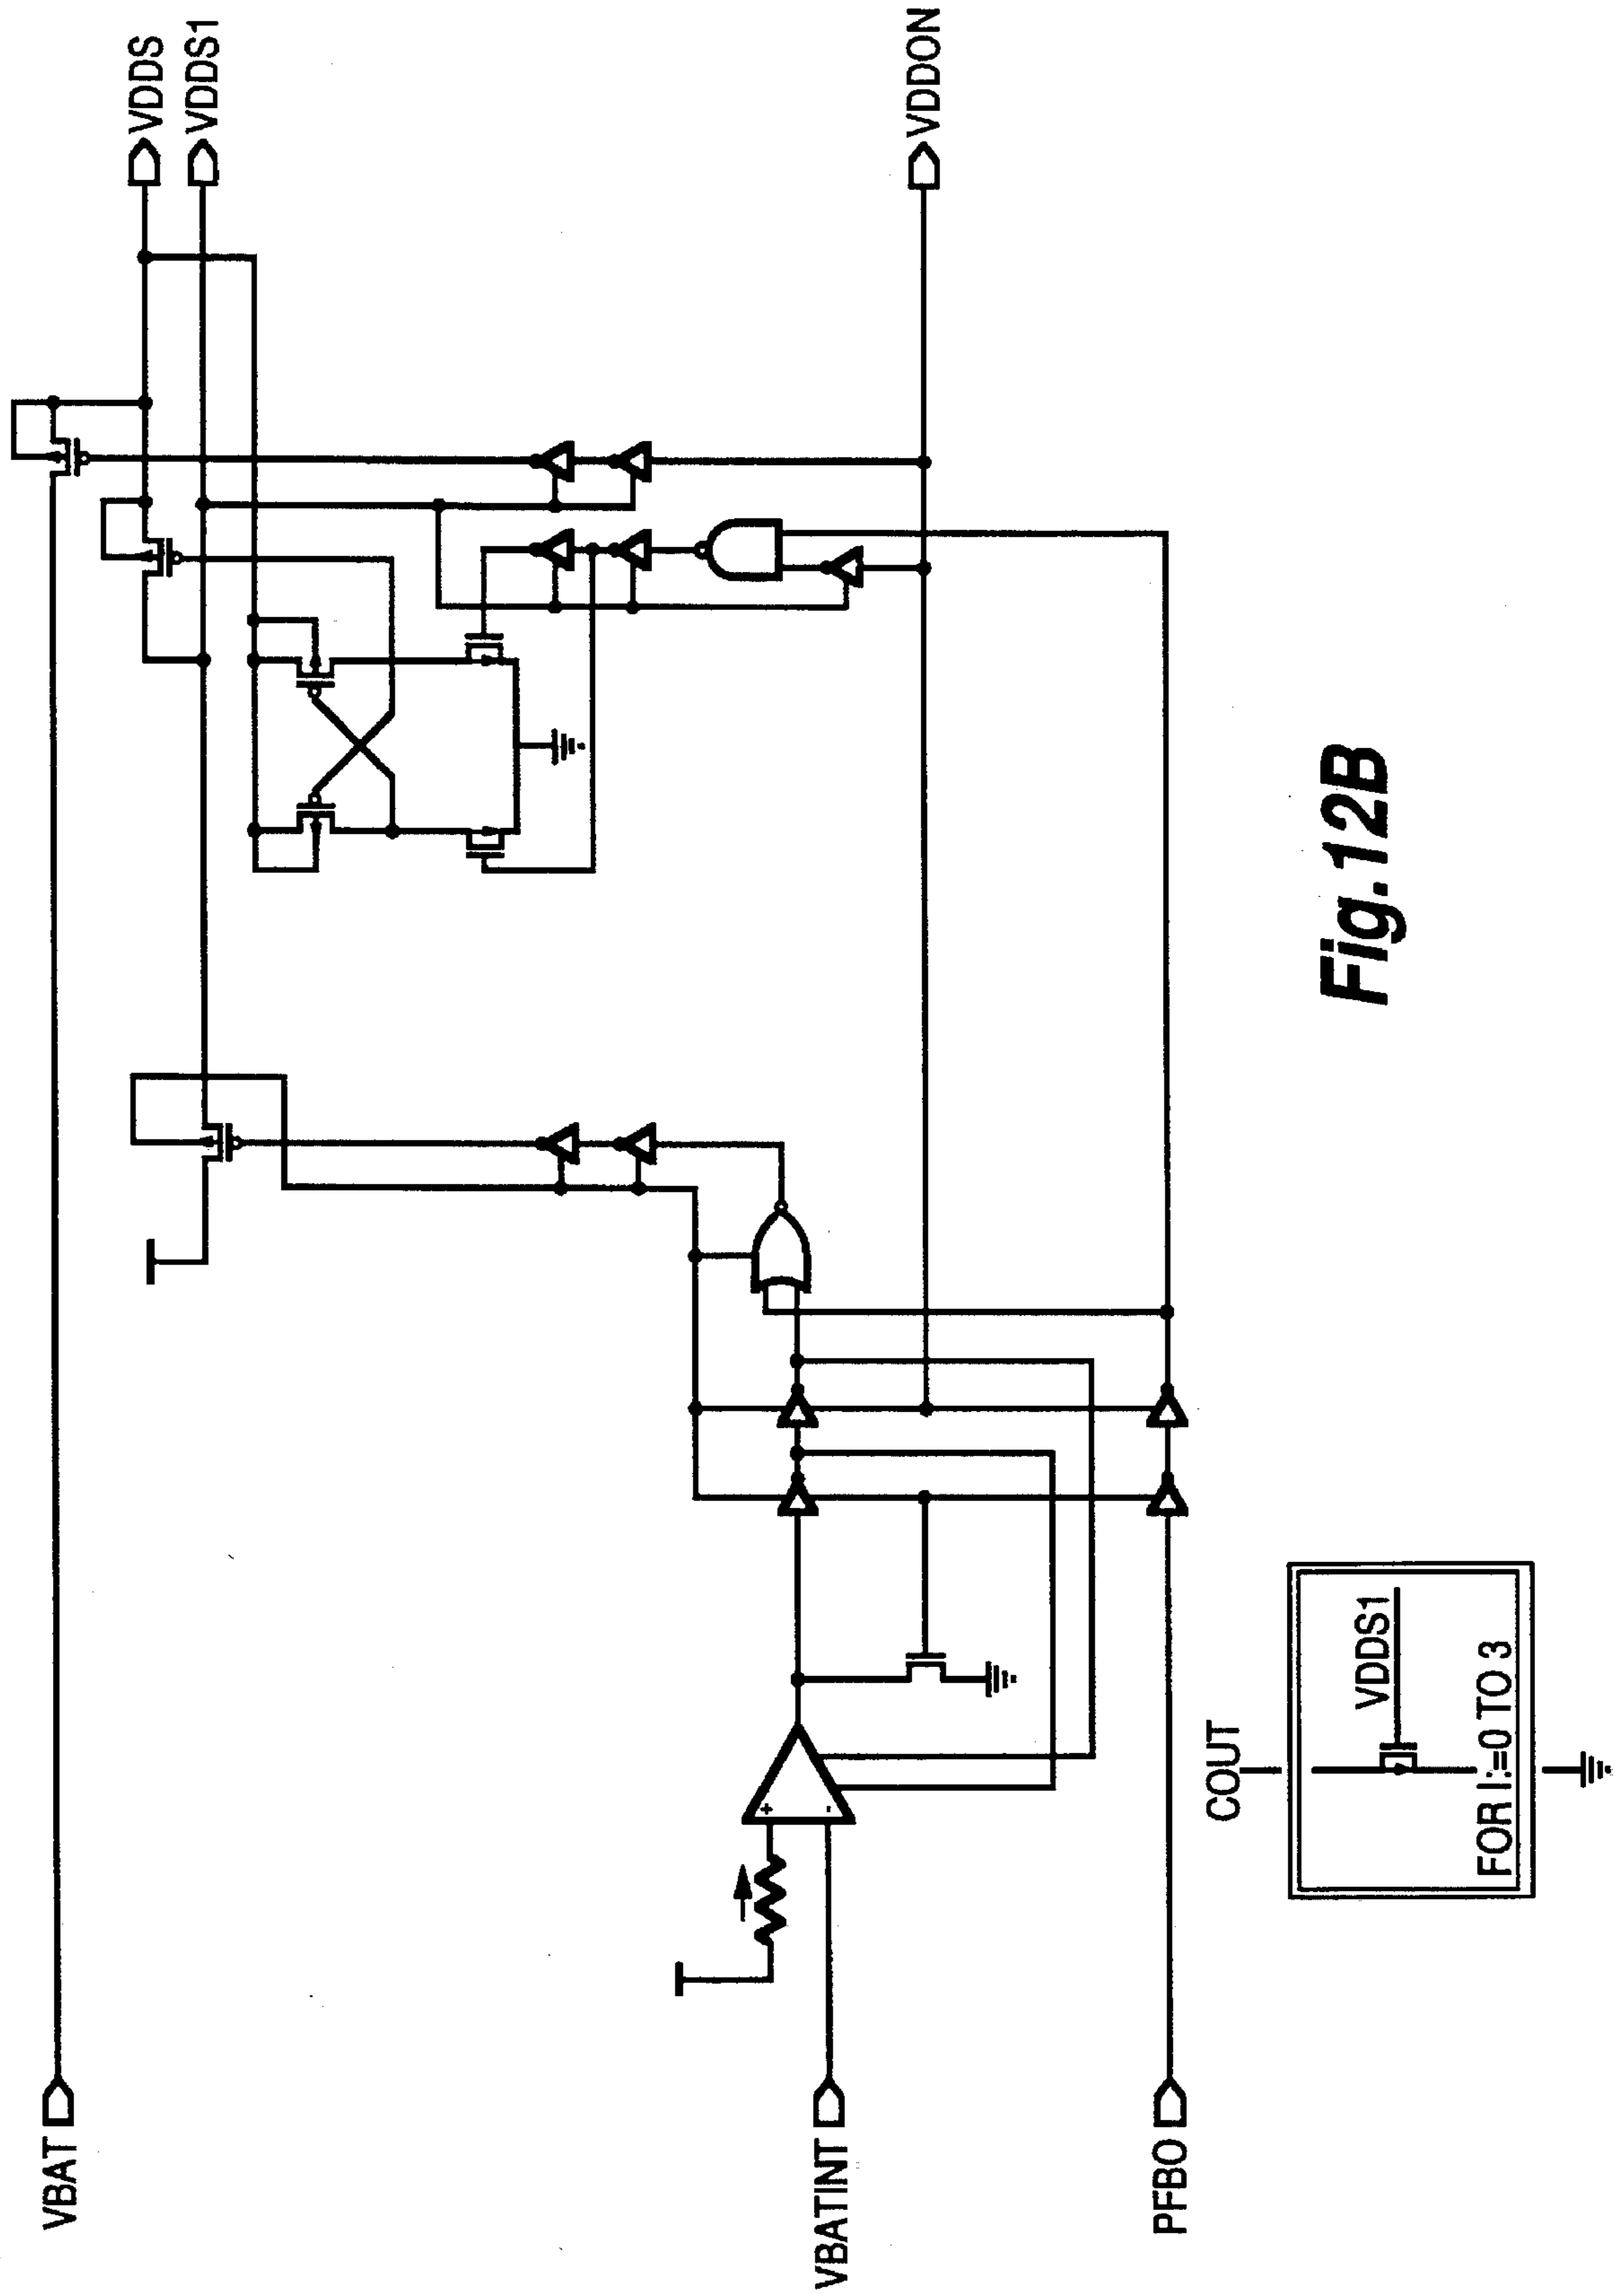 VBAT
VBATINT
PFBO
VDDS
VDDS1
VDDON
+
-
COUT
VDDS1
FOR I:=0 TO 3
Fig.12B